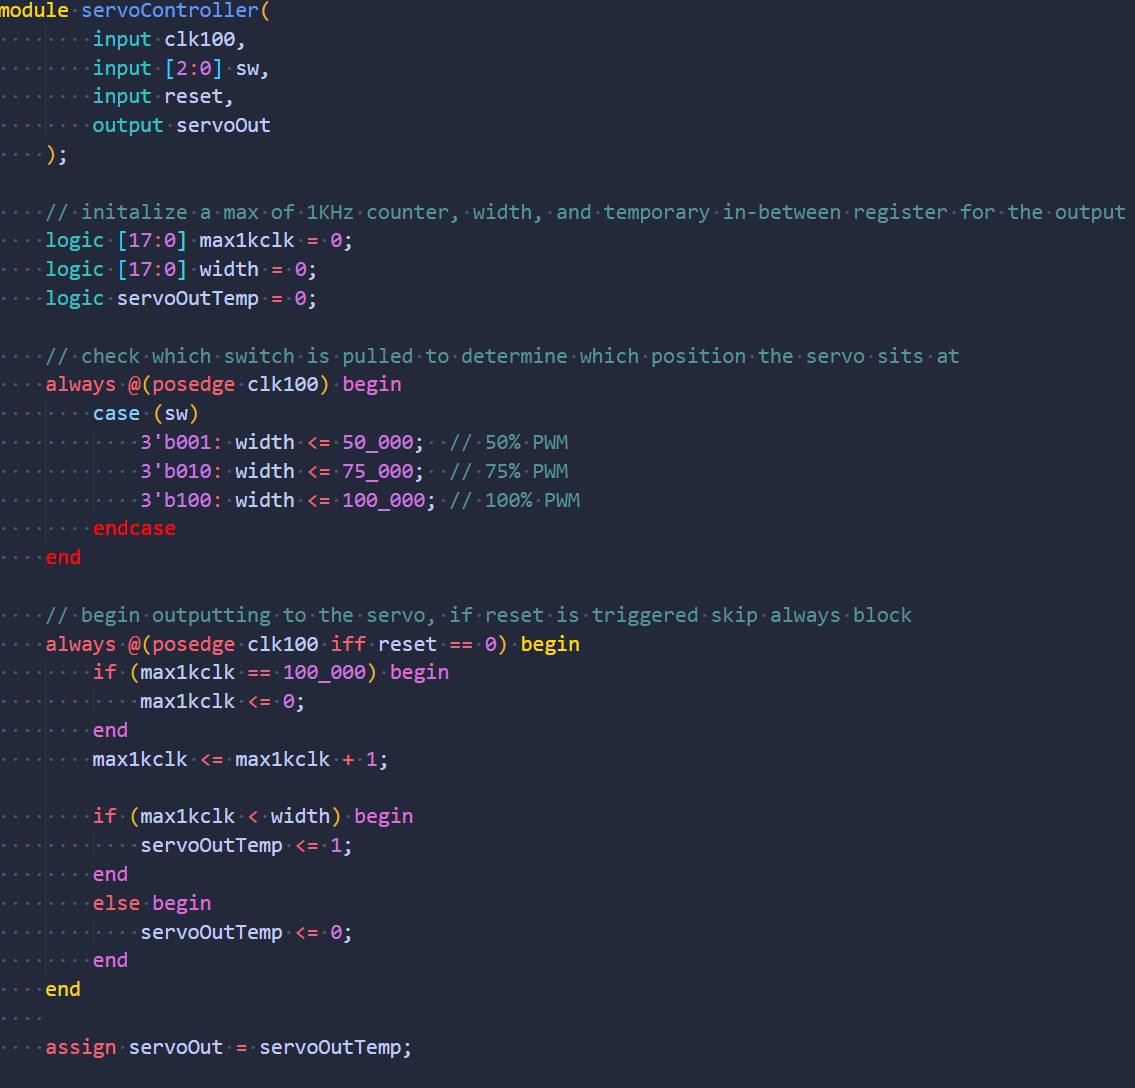 module servoController(
        input clk100,
        input [2:0] sw,
        input reset,
        output servoOut
    );

    // initalize a max of 1KHz counter, width, and temporary in-between register for the output
    logic [17:0] max1kclk = 0;
    logic [17:0] width = 0;
    logic servoOutTemp = 0;

    // check which switch is pulled to determine which position the servo sits at
    always @(posedge clk100) begin
        case (sw)
            3'b001: width <= 50_000;  // 50% PWM
            3'b010: width <= 75_000;  // 75% PWM
            3'b100: width <= 100_000; // 100% PWM
        endcase
    end

    // begin outputting to the servo, if reset is triggered skip always block
    always @(posedge clk100 iff reset == 0) begin
        if (max1kclk == 100_000) begin
            max1kclk <= 0;
        end
        max1kclk <= max1kclk + 1;

        if (max1kclk < width) begin
            servoOutTemp <= 1;
        end
        else begin
            servoOutTemp <= 0;
        end
    end

    assign servoOut = servoOutTemp;